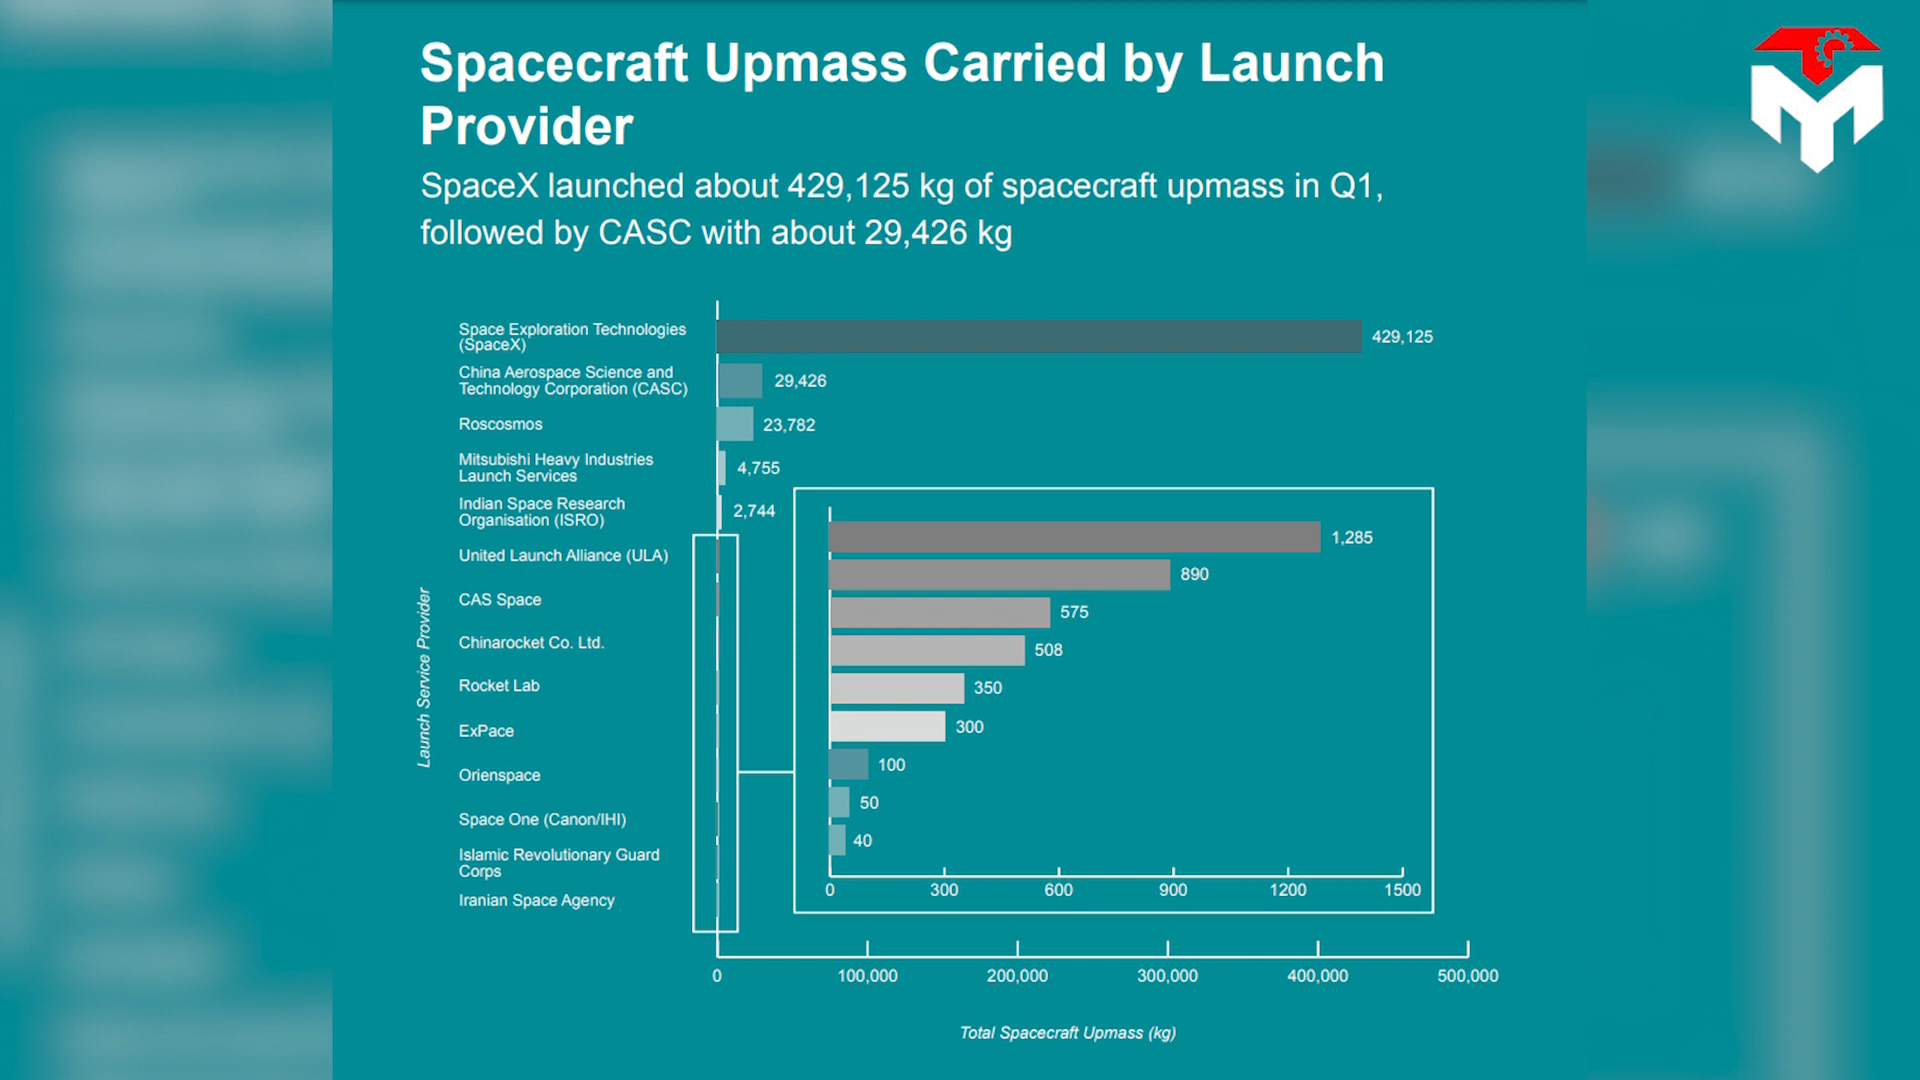 Spacecraft Upmass Carried by Launch
Provider
SpaceX launched about 429,125 kg of spacecraft upmass in Q1,
followed by CASC with about 29,426 kg
Space Exploration Technologies
(SpaceX)
429,125
China Aerospace Science and
Technology Corporation (CASC)
29,426
Roscosmos
23,782
Mitsubishi Heavy Industries
Launch Services
4,755
Indian Space Research
Organisation (ISRO)
2,744
United Launch Alliance (ULA)
CAS Space
Chinarocket Co. Ltd.
Rocket Lab
ExPace
Orienspace
Space One (Canon/IHI)
Islamic Revolutionary Guard
Corps
Iranian Space Agency
Launch Service Provider
1,285
890
575
508
350
300
100
50
40
0 300 600 900 1200 1500
0 100,000 200,000 300,000 400,000 500,000
Total Spacecraft Upmass (kg)